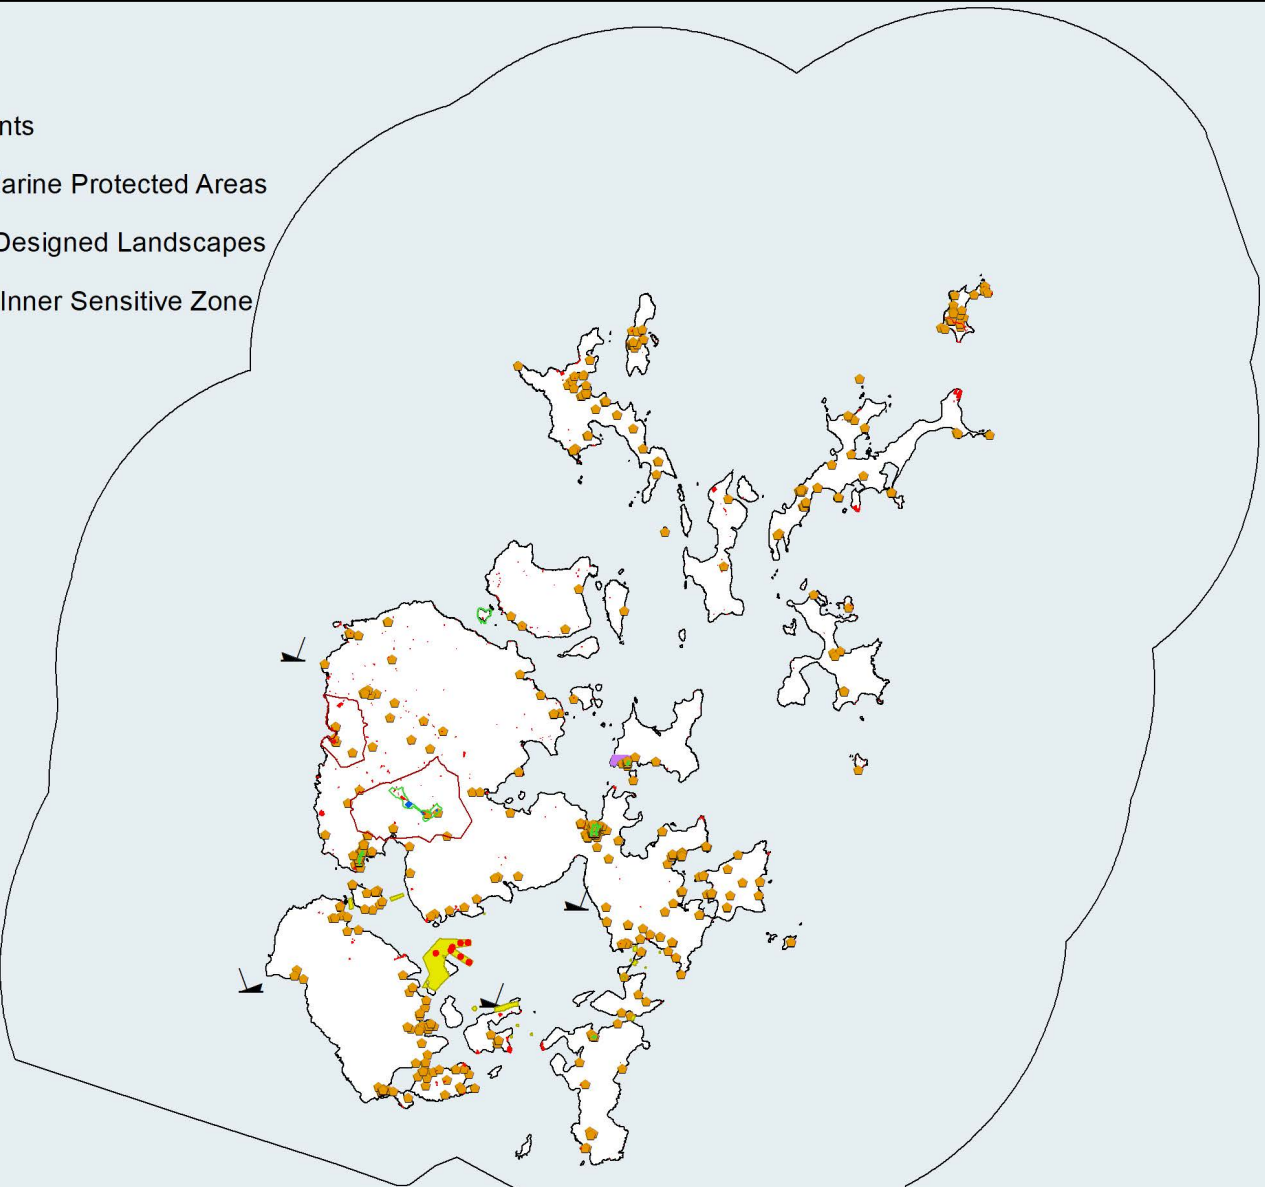 nts
arine Protected Areas
Designed Landscapes
Inner Sensitive Zone